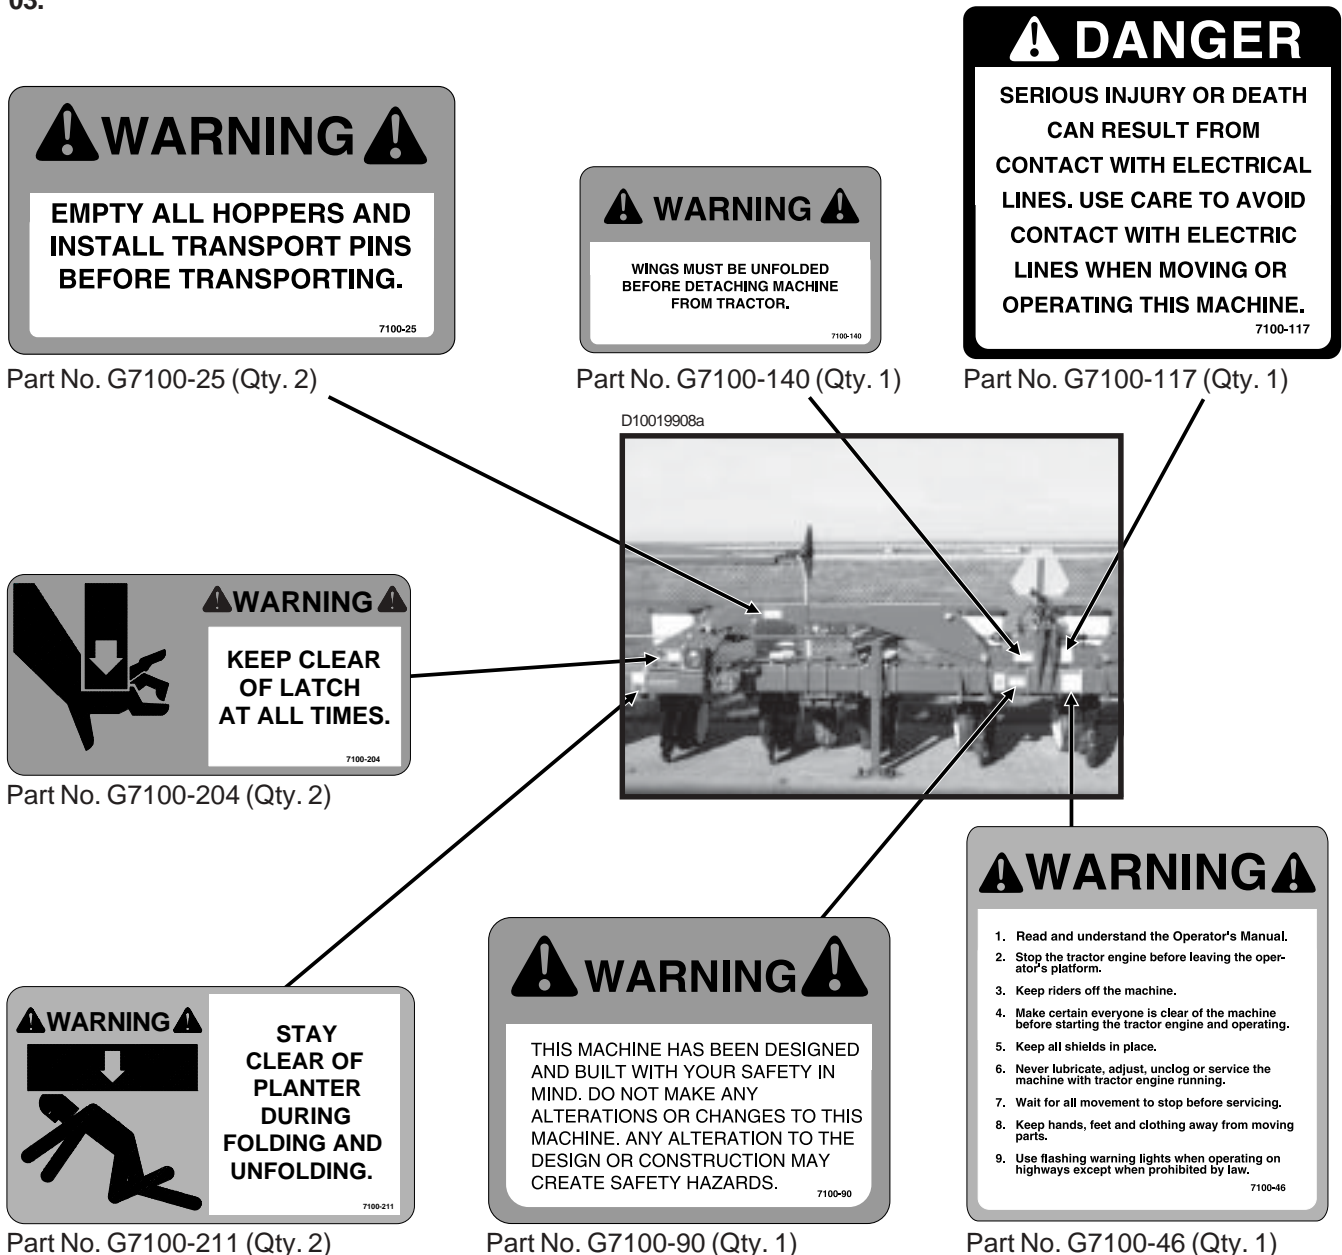 03.
DANGER
SERIOUS INJURY OR DEATH
CAN RESULT FROM
CONTACT WITH ELECTRICAL
LINES. USE CARE TO AVOID
CONTACT WITH ELECTRIC
LINES WHEN MOVING OR
OPERATING THIS MACHINE.
7100-117
Part No. G7100-117 (Qty. 1)
WARNING
EMPTY ALL HOPPERS AND
INSTALL TRANSPORT PINS
BEFORE TRANSPORTING.
7100-25
Part No. G7100-25 (Qty. 2)
WARNING
WINGS MUST BE UNFOLDED
BEFORE DETACHING MACHINE
FROM TRACTOR.
7100-140
Part No. G7100-140 (Qty. 1)
D10019908a
WARNING
KEEP CLEAR
OF LATCH
AT ALL TIMES.
7100-204
Part No. G7100-204 (Qty. 2)
WARNING
STAY
CLEAR OF
PLANTER
DURING
FOLDING AND
UNFOLDING.
7100-211
Part No. G7100-211 (Qty. 2)
WARNING
THIS MACHINE HAS BEEN DESIGNED
AND BUILT WITH YOUR SAFETY IN
MIND. DO NOT MAKE ANY
ALTERATIONS OR CHANGES TO THIS
MACHINE. ANY ALTERATION TO THE
DESIGN OR CONSTRUCTION MAY
CREATE SAFETY HAZARDS.
7100-90
Part No. G7100-90 (Qty. 1)
WARNING
1. Read and understand the Operator's Manual.
2. Stop the tractor engine before leaving the oper-
ator's platform.
3. Keep riders off the machine.
4. Make certain everyone is clear of the machine
before starting the tractor engine and operating.
5. Keep all shields in place.
6. Never lubricate, adjust, unclog or service the
machine with tractor engine running.
7. Wait for all movement to stop before servicing.
8. Keep hands, feet and clothing away from moving
parts.
9. Use flashing warning lights when operating on
highways except when prohibited by law.
7100-46
Part No. G7100-46 (Qty. 1)